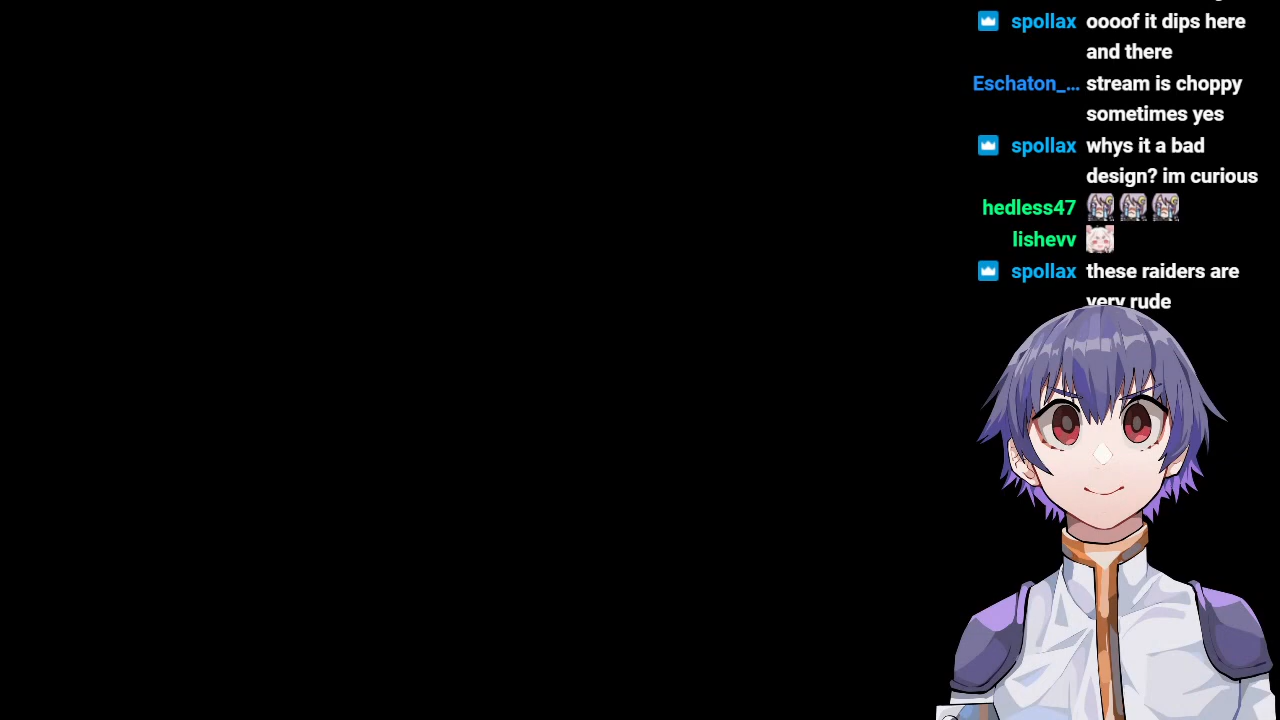 spollax oooof it dips here
and there
Eschaton_... stream is choppy
sometimes yes
spollax whys it a bad
design? im curious
hedless47
lishevv
spollax these raiders are
very rude